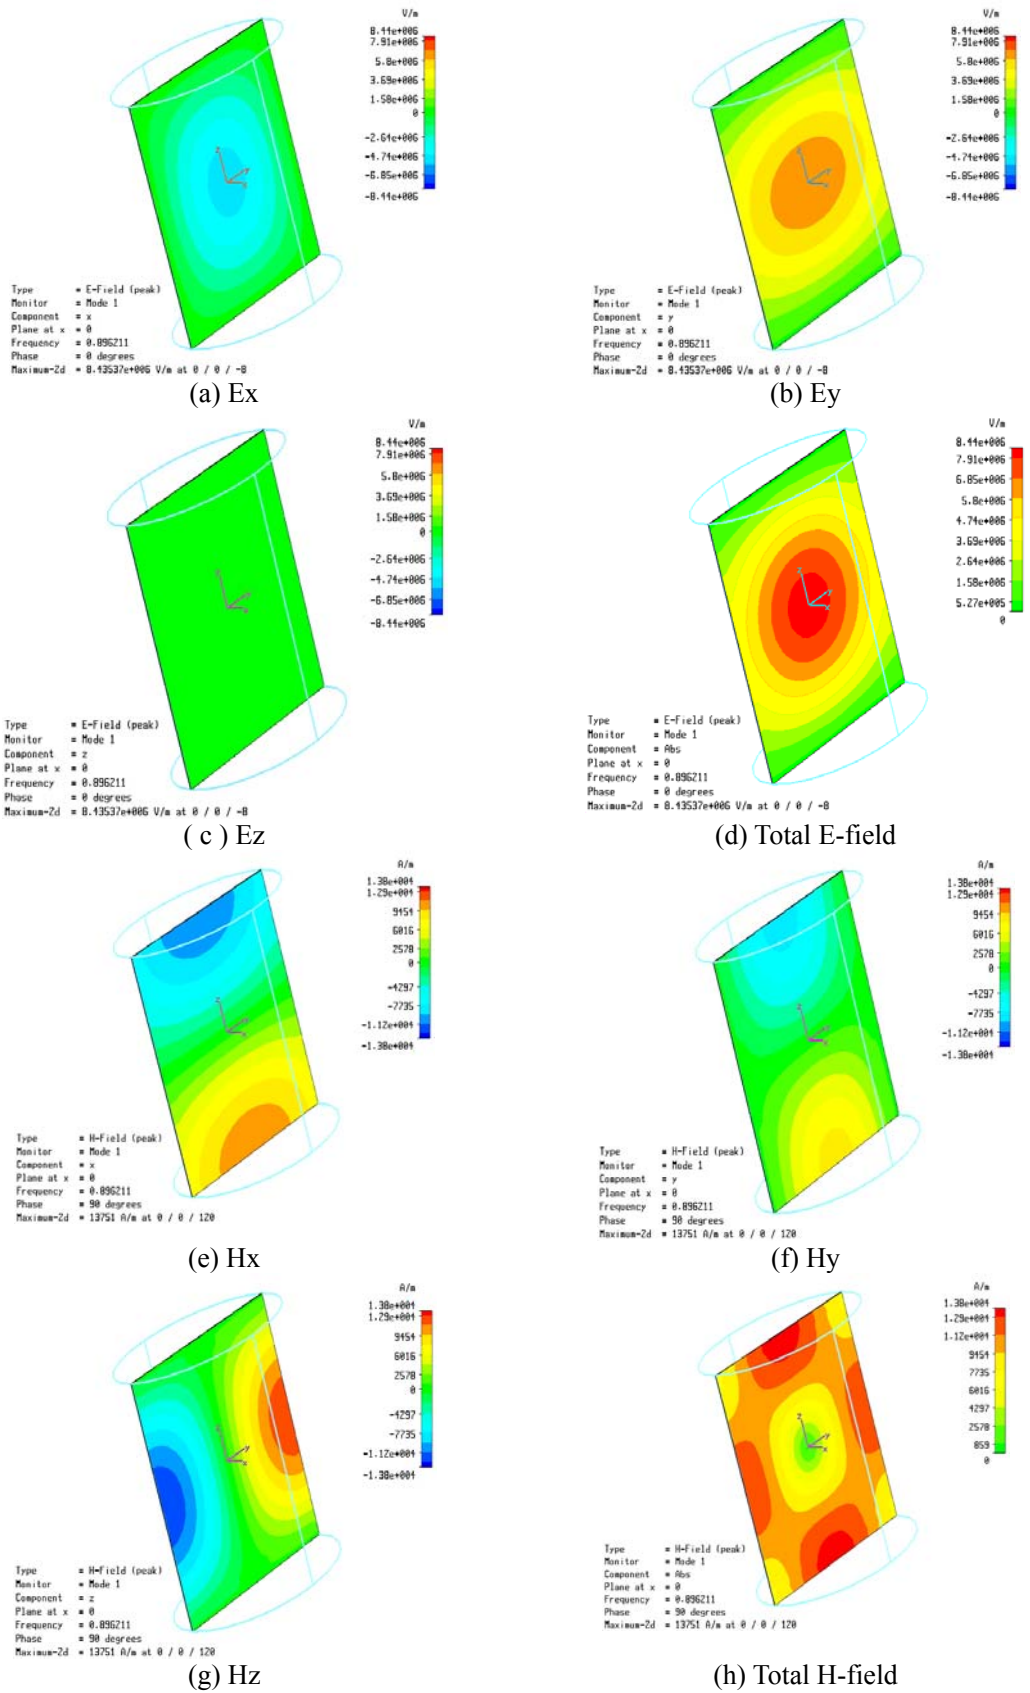 V/m
8.44e+006
7.91e+006
5.8e+006
3.69e+006
1.58e+006
0
-2.64e+006
-4.74e+006
-6.85e+006
-8.44e+006
z
y
x
Type = E-Field (peak)
Monitor = Mode 1
Component = x
Plane at x = 0
Frequency = 0.896211
Phase = 0 degrees
Maximum-2d = 8.43537e+006 V/m at 0 / 0 / -8
(a) Ex
V/m
8.44e+006
7.91e+006
5.8e+006
3.69e+006
1.58e+006
0
-2.64e+006
-4.74e+006
-6.85e+006
-8.44e+006
z
y
x
Type = E-Field (peak)
Monitor = Mode 1
Component = y
Plane at x = 0
Frequency = 0.896211
Phase = 0 degrees
Maximum-2d = 8.43537e+006 V/m at 0 / 0 / -8
(b) Ey
V/m
8.44e+006
7.91e+006
5.8e+006
3.69e+006
1.58e+006
0
-2.64e+006
-4.74e+006
-6.85e+006
-8.44e+006
z
y
x
Type = E-Field (peak)
Monitor = Mode 1
Component = z
Plane at x = 0
Frequency = 0.896211
Phase = 0 degrees
Maximum-2d = 8.43537e+006 V/m at 0 / 0 / -8
( c ) Ez
V/m
8.44e+006
7.91e+006
6.85e+006
5.8e+006
4.74e+006
3.69e+006
2.64e+006
1.58e+006
5.27e+005
0
z
y
x
Type = E-Field (peak)
Monitor = Mode 1
Component = Abs
Plane at x = 0
Frequency = 0.896211
Phase = 0 degrees
Maximum-2d = 8.43537e+006 V/m at 0 / 0 / -8
(d) Total E-field
A/m
1.38e+004
1.29e+004
9454
6016
2578
0
-4297
-7735
-1.12e+004
-1.38e+004
z
y
x
Type = H-Field (peak)
Monitor = Mode 1
Component = x
Plane at x = 0
Frequency = 0.896211
Phase = 90 degrees
Maximum-2d = 13751 A/m at 0 / 0 / 120
(e) Hx
A/m
1.38e+004
1.29e+004
9454
6016
2578
0
-4297
-7735
-1.12e+004
-1.38e+004
z
y
x
Type = H-Field (peak)
Monitor = Mode 1
Component = y
Plane at x = 0
Frequency = 0.896211
Phase = 90 degrees
Maximum-2d = 13751 A/m at 0 / 0 / 120
(f) Hy
A/m
1.38e+004
1.29e+004
9454
6016
2578
0
-4297
-7735
-1.12e+004
-1.38e+004
z
y
x
Type = H-Field (peak)
Monitor = Mode 1
Component = z
Plane at x = 0
Frequency = 0.896211
Phase = 90 degrees
Maximum-2d = 13751 A/m at 0 / 0 / 120
(g) Hz
A/m
1.38e+004
1.29e+004
1.12e+004
9454
7735
6016
4297
2578
859
0
z
y
x
Type = H-Field (peak)
Monitor = Mode 1
Component = Abs
Plane at x = 0
Frequency = 0.896211
Phase = 90 degrees
Maximum-2d = 13751 A/m at 0 / 0 / 120
(h) Total H-field